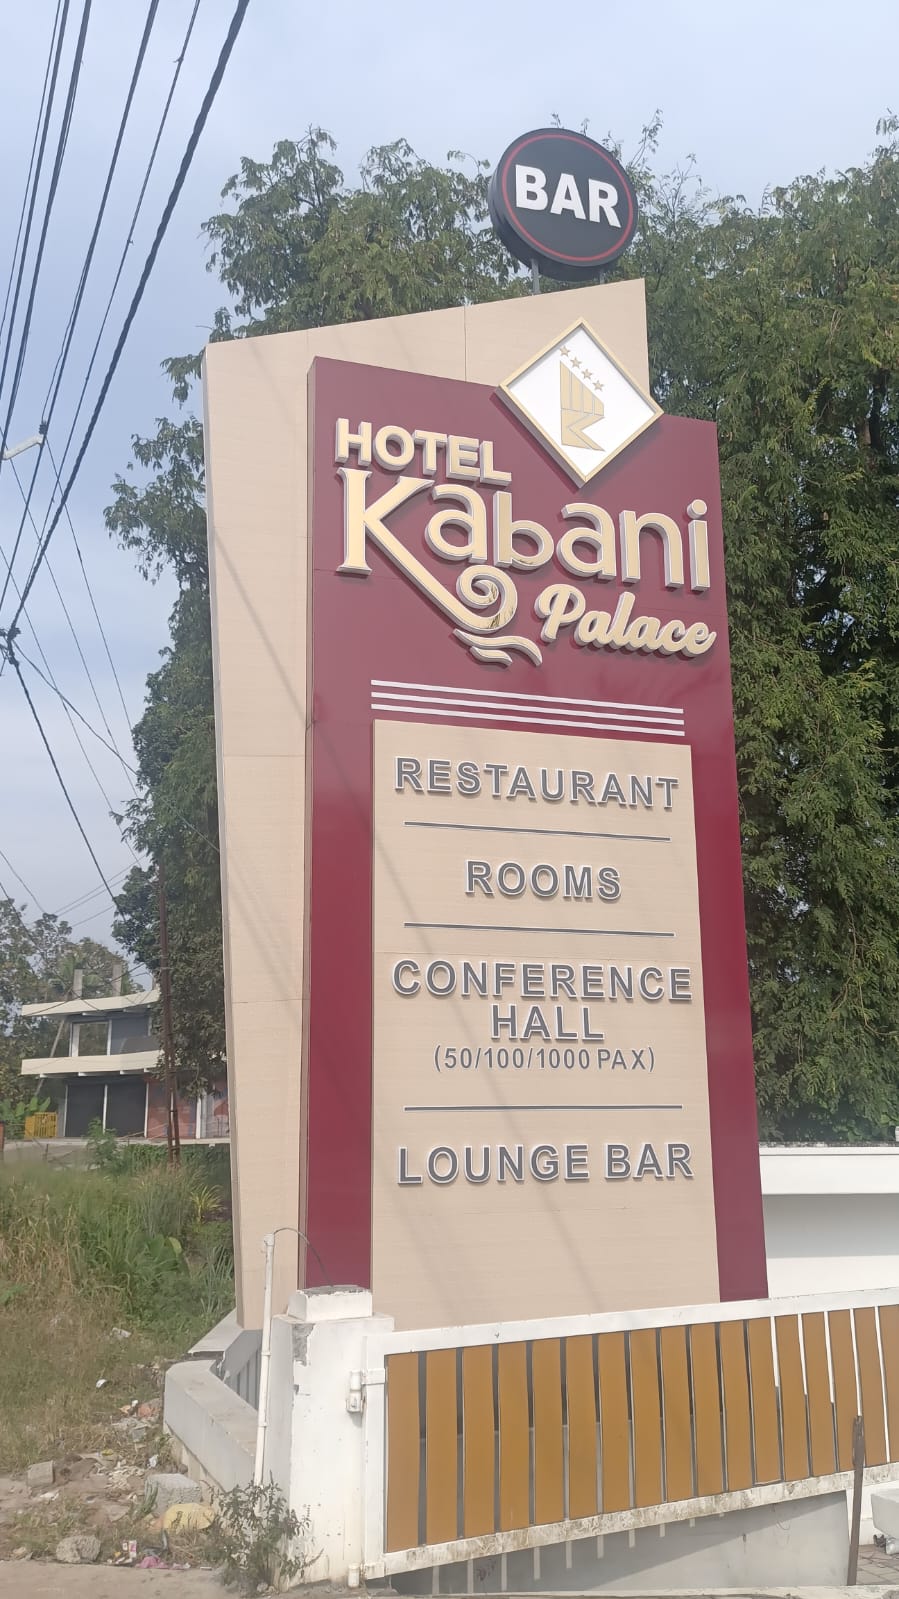 BAR
HOTEL
Kabani
Palace
RESTAURANT
ROOMS
CONFERENCE
HALL
(50/100/1000 PAX)
LOUNGE BAR